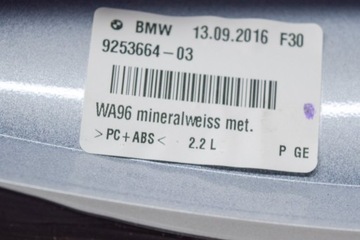 BMW 13.09.2016 F30
9253664-03
WA96 mineralweiss met.
>PC+ABS< 2.2 L P GE